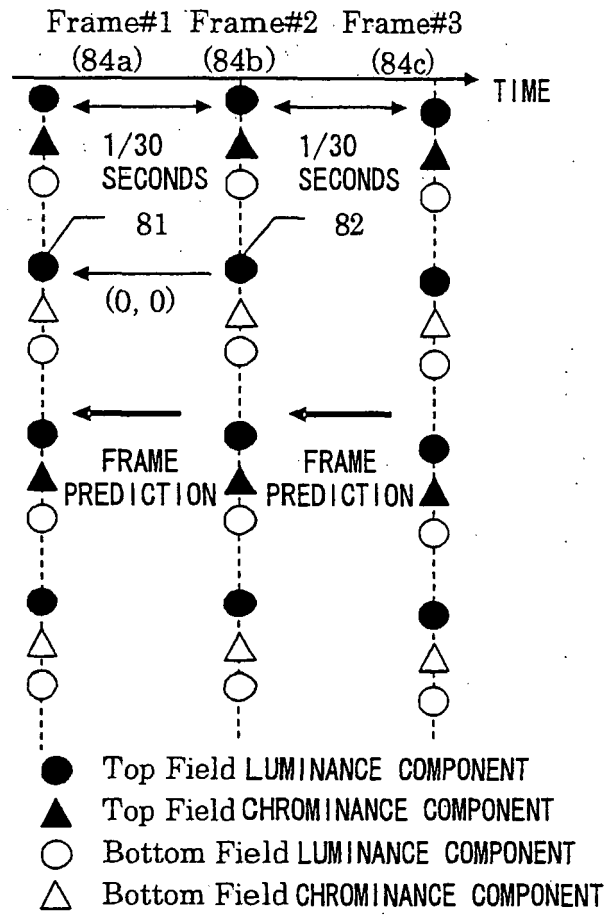 Frame#1 Frame#2 Frame#3
(84a) (84b) (84c)
TIME
1/30 SECONDS
1/30 SECONDS
81
82
(0, 0)
FRAME PREDICTION
FRAME PREDICTION
Top Field LUMINANCE COMPONENT
Top Field CHROMINANCE COMPONENT
Bottom Field LUMINANCE COMPONENT
Bottom Field CHROMINANCE COMPONENT